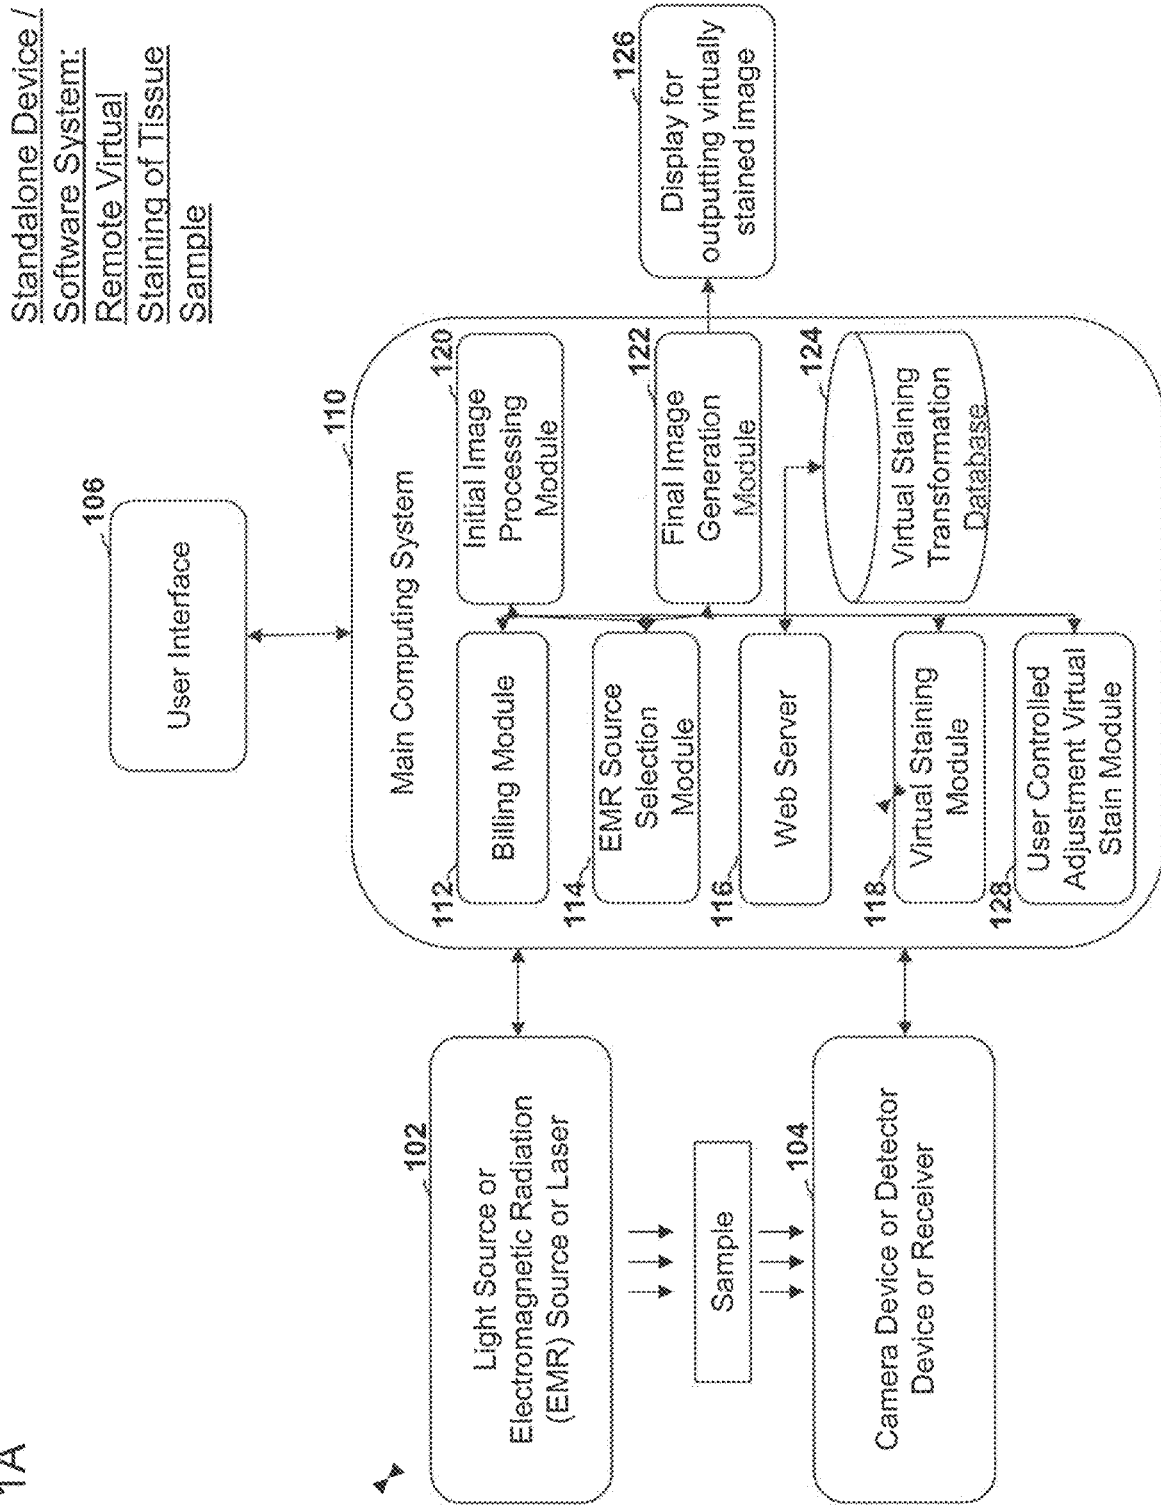 1A
Standalone Device /
Software System:
Remote Virtual
Staining of Tissue
Sample
106
User Interface
110
Main Computing System
102
Light Source or
Electromagnetic Radiation
(EMR) Source or Laser
Sample
104
Camera Device or Detector
Device or Receiver
112
Billing Module
114
EMR Source
Selection
Module
116
Web Server
118
Virtual Staining
Module
128
User Controlled
Adjustment Virtual
Stain Module
120
Initial Image
Processing
Module
122
Final Image
Generation
Module
124
Virtual Staining
Transformation
Database
126
Display for
outputting virtually
stained image